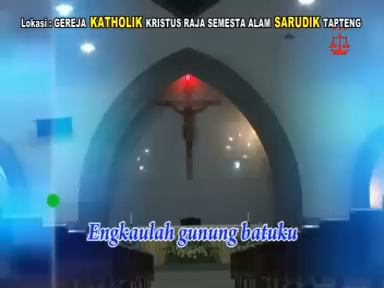 Lokasi : GEREJA KATHOLIK KRISTUS RAJA SEMESTA ALAM SARUDIK TAPTENG
Engkaulah gunung batuku